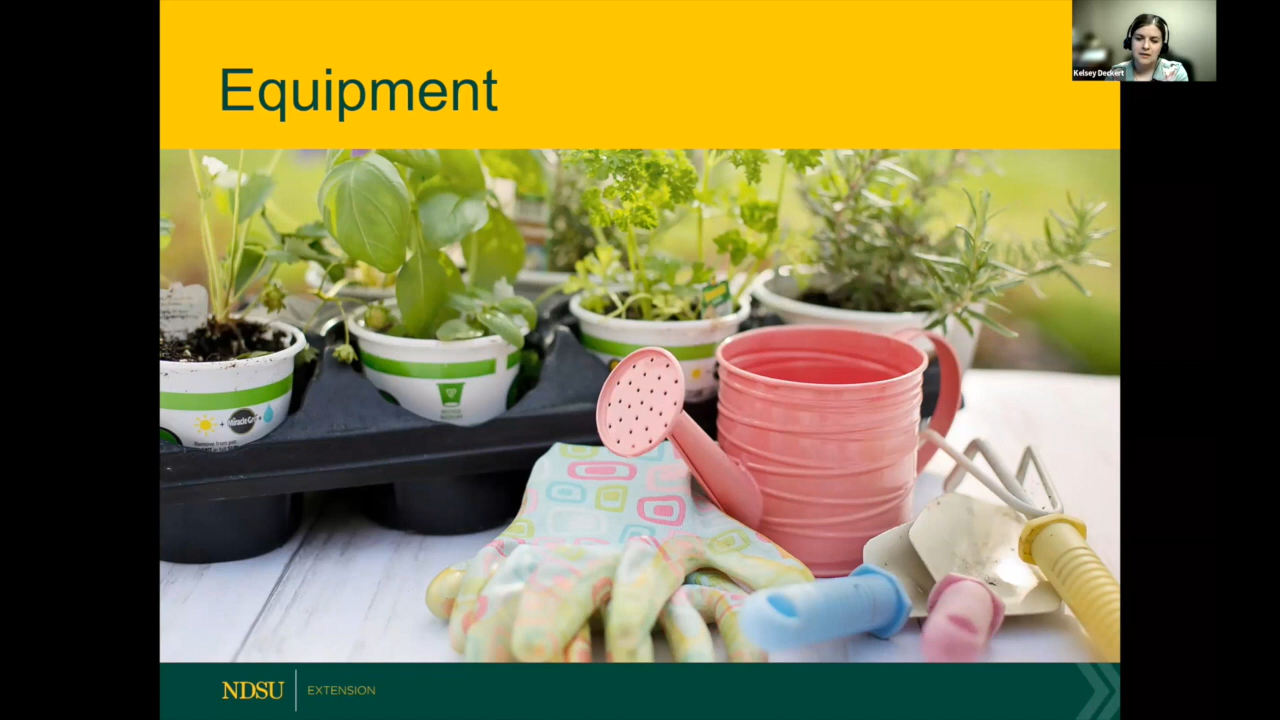 Equipment
Kelsey Deckert
+ Miracle-Gro
NDSU
EXTENSION